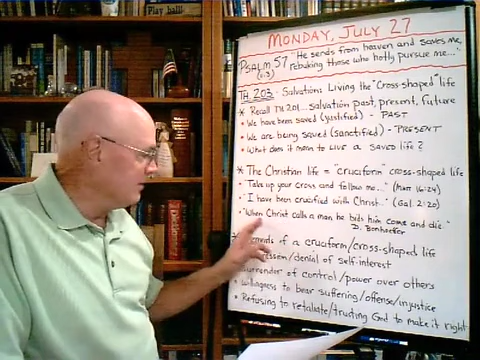 Play ball!
MONDAY, JULY 27
PSALM 57 "He sends from heaven and saves me,
(1-3) rebuking those who hotly pursue me..."
TH 203 - Salvation: Living the "cross-shaped" life
* Recall TH 201... salvation past, present, future
• We have been saved (justified) - PAST
• We are being saved (sanctified) - PRESENT
• What does it mean to LIVE a SAVED life?
* The Christian life = "cruciform" cross-shaped life
• "Take up your cross and follow me..." (16-24)
• "I have been crucified with Christ..." (Gal 2:20)
• "When Christ calls a man he bids him come and die."
D. Bonhoeffer
of a cruciform/cross-shaped life
/denial of self-interest
surrender of control/power over others
• willingness to bear suffering/offense/injustice
• Refusing to retaliate/trusting God to make it right